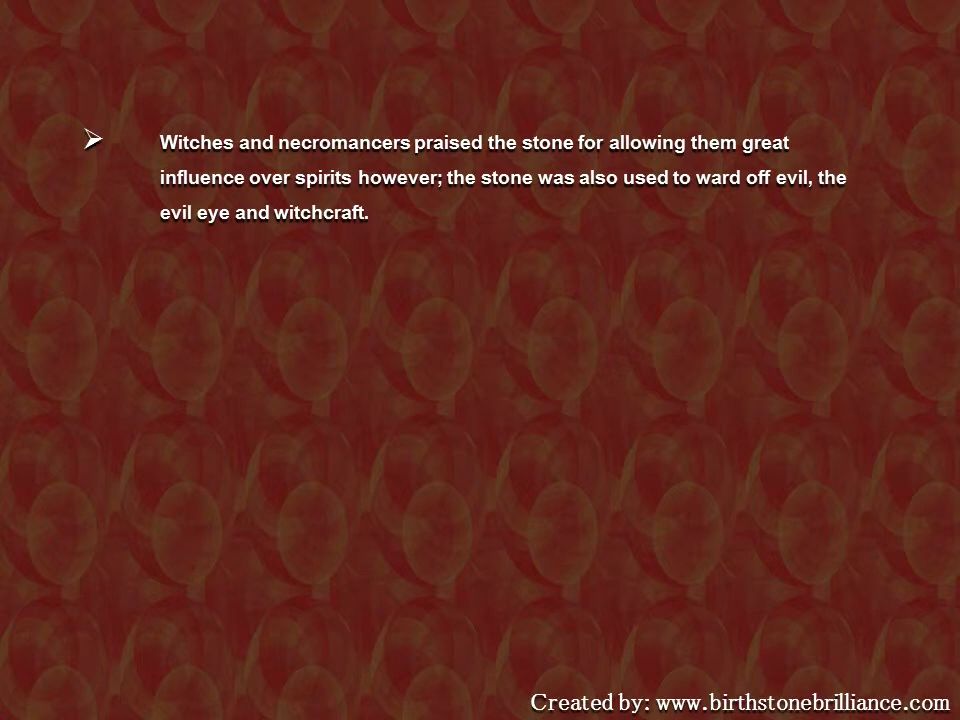 Witches and necromancers praised the stone for allowing them great
influence over spirits however; the stone was also used to ward off evil, the
evil eye and witchcraft.
Created by: www.birthstonebrilliance.com